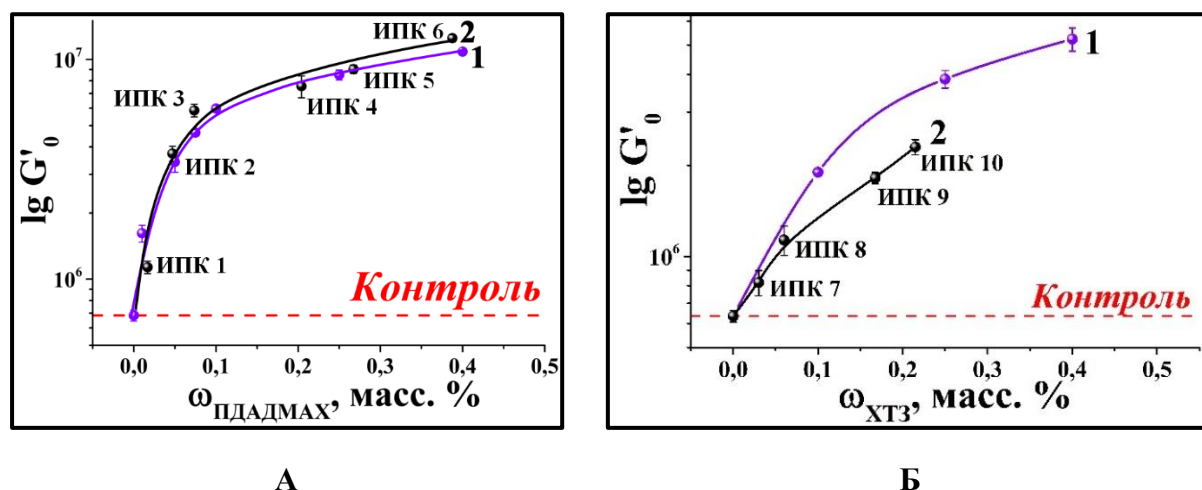 lg G'₀
10⁷
10⁶
ИПК 6
2
1
ИПК 5
ИПК 4
ИПК 3
ИПК 2
ИПК 1
Контроль
0,0 0,1 0,2 0,3 0,4 0,5
ω ПДАДМАХ, масс. %
А
lg G'₀
10⁶
1
2
ИПК 10
ИПК 9
ИПК 8
ИПК 7
Контроль
0,0 0,1 0,2 0,3 0,4 0,5
ω ХТЗ, масс. %
Б